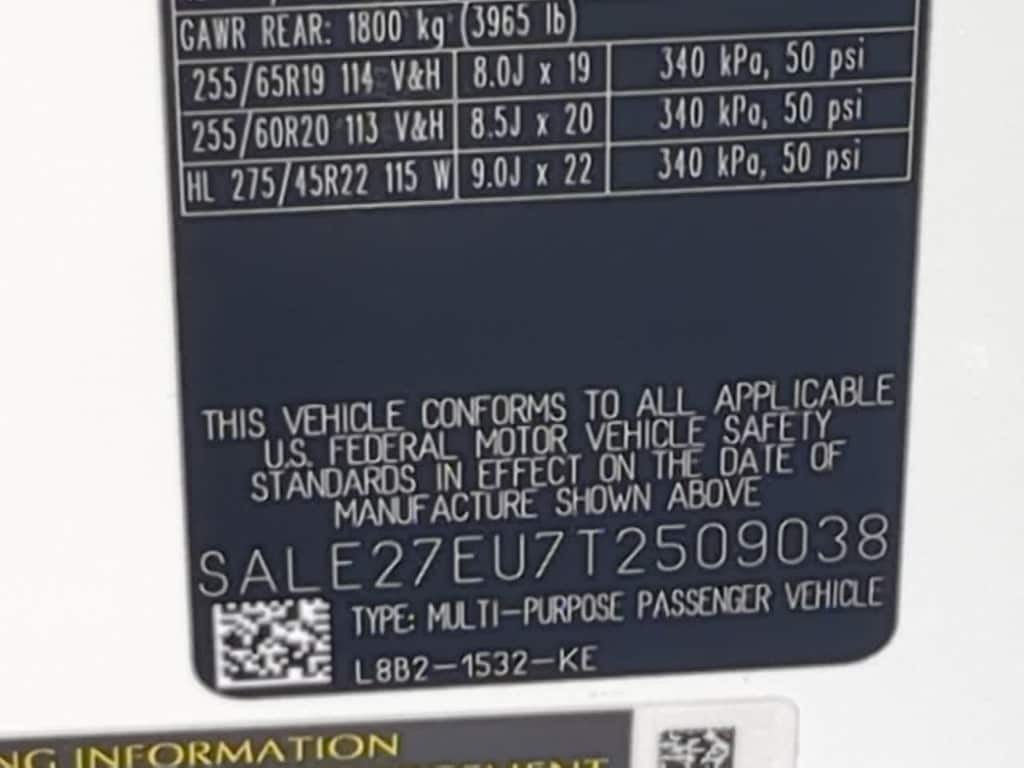 GAWR REAR: 1800 kg (3965 lb)
255/65R19 114 V&H 8.0J x 19 340 kPa, 50 psi
255/60R20 113 V&H 8.5J x 20 340 kPa, 50 psi
HL 275/45R22 115 W 9.0J x 22 340 kPa, 50 psi
THIS VEHICLE CONFORMS TO ALL APPLICABLE
U.S. FEDERAL MOTOR VEHICLE SAFETY
STANDARDS IN EFFECT ON THE DATE OF
MANUFACTURE SHOWN ABOVE
SALE27EU7T2509038
TYPE: MULTI-PURPOSE PASSENGER VEHICLE
L8B2-1532-KE
NG INFORMATION